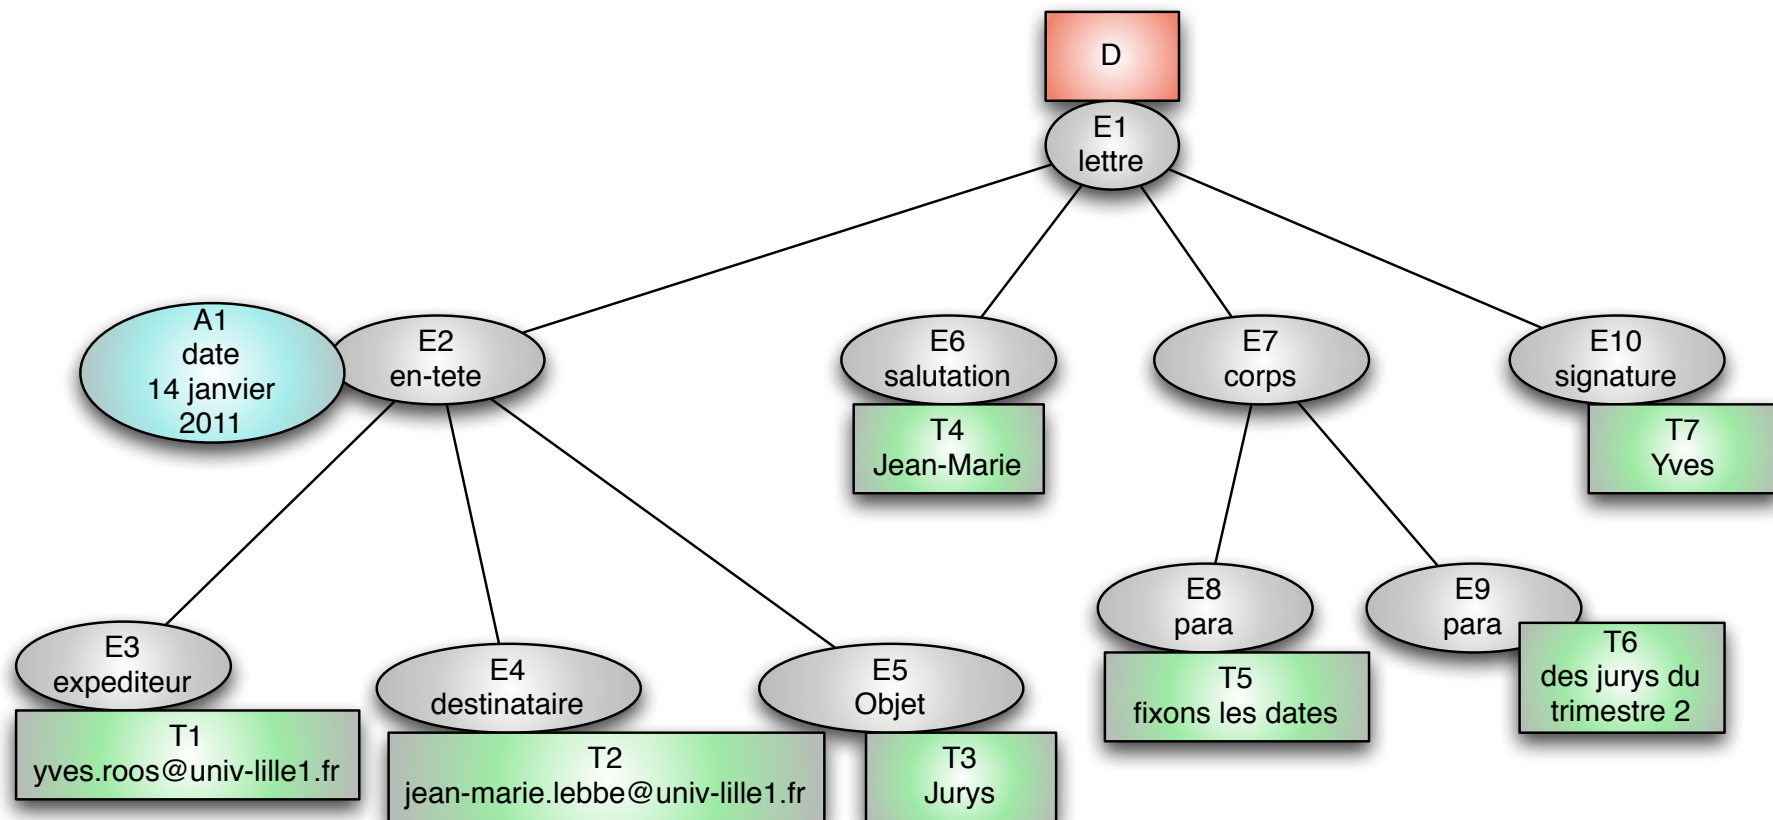 D
E1
lettre
A1
date
14 janvier
2011
E2
en-tete
E6
salutation
T4
Jean-Marie
E7
corps
E10
signature
T7
Yves
E3
expediteur
T1
yves.roos@univ-lille1.fr
E4
destinataire
T2
jean-marie.lebbe@univ-lille1.fr
E5
Objet
T3
Jurys
E8
para
T5
fixons les dates
E9
para
T6
des jurys du
trimestre 2